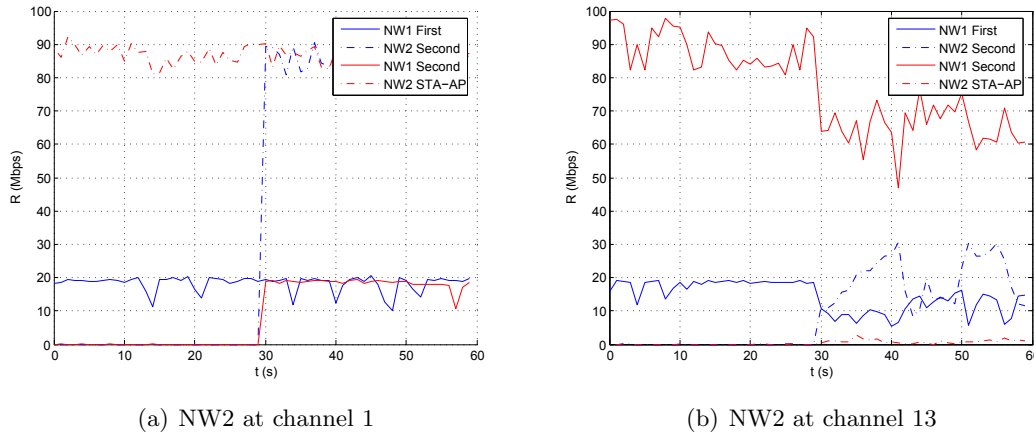 100
90
80
70
60
50
40
30
20
10
0
R (Mbps)
0 10 20 30 40 50 60
t (s)
NW1 First
NW2 Second
NW1 Second
NW2 STA-AP
(a) NW2 at channel 1
100
90
80
70
60
50
40
30
20
10
0
R (Mbps)
0 10 20 30 40 50 60
t (s)
NW1 First
NW2 Second
NW1 Second
NW2 STA-AP
(b) NW2 at channel 13